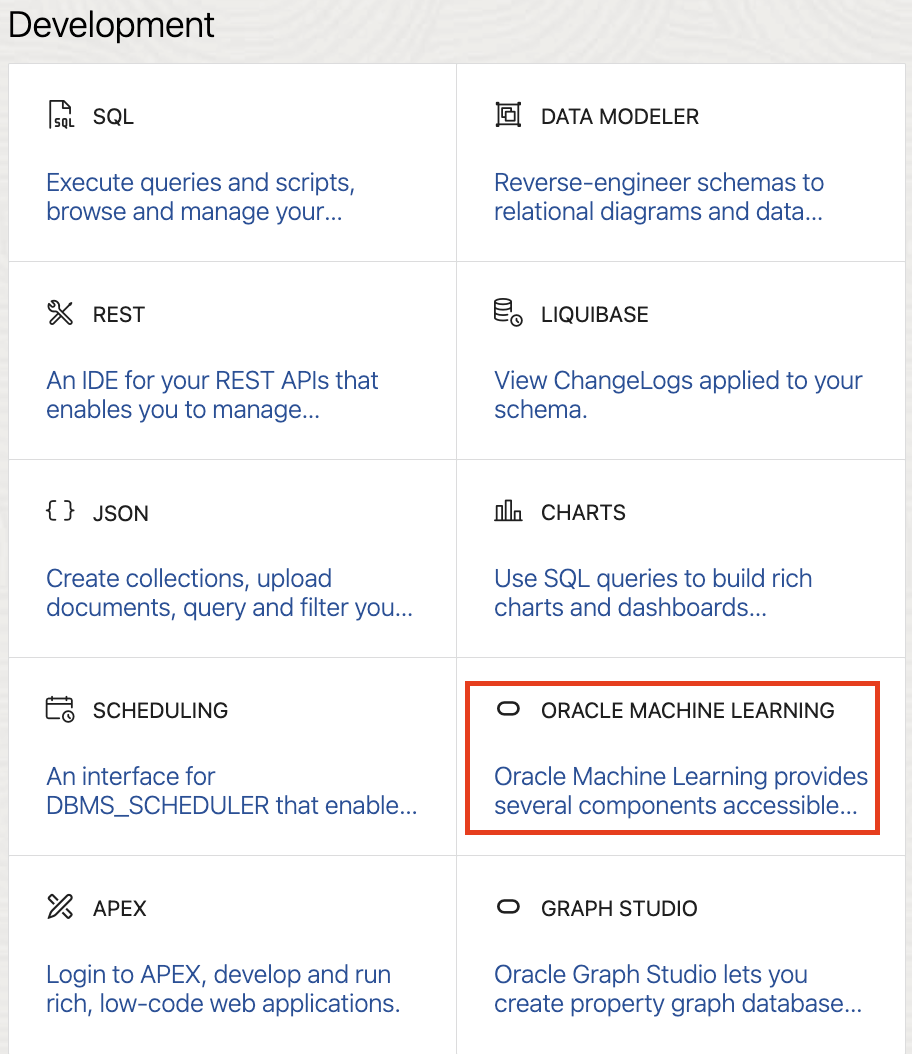 Development
SQL
Execute queries and scripts,
browse and manage your...
DATA MODELER
Reverse-engineer schemas to
relational diagrams and data...
REST
An IDE for your REST APIs that
enables you to manage...
LIQUIBASE
View ChangeLogs applied to your
schema.
{ } JSON
Create collections, upload
documents, query and filter you...
CHARTS
Use SQL queries to build rich
charts and dashboards...
SCHEDULING
An interface for
DBMS_SCHEDULER that enable...
ORACLE MACHINE LEARNING
Oracle Machine Learning provides
several components accessible...
APEX
Login to APEX, develop and run
rich, low-code web applications.
GRAPH STUDIO
Oracle Graph Studio lets you
create property graph database...